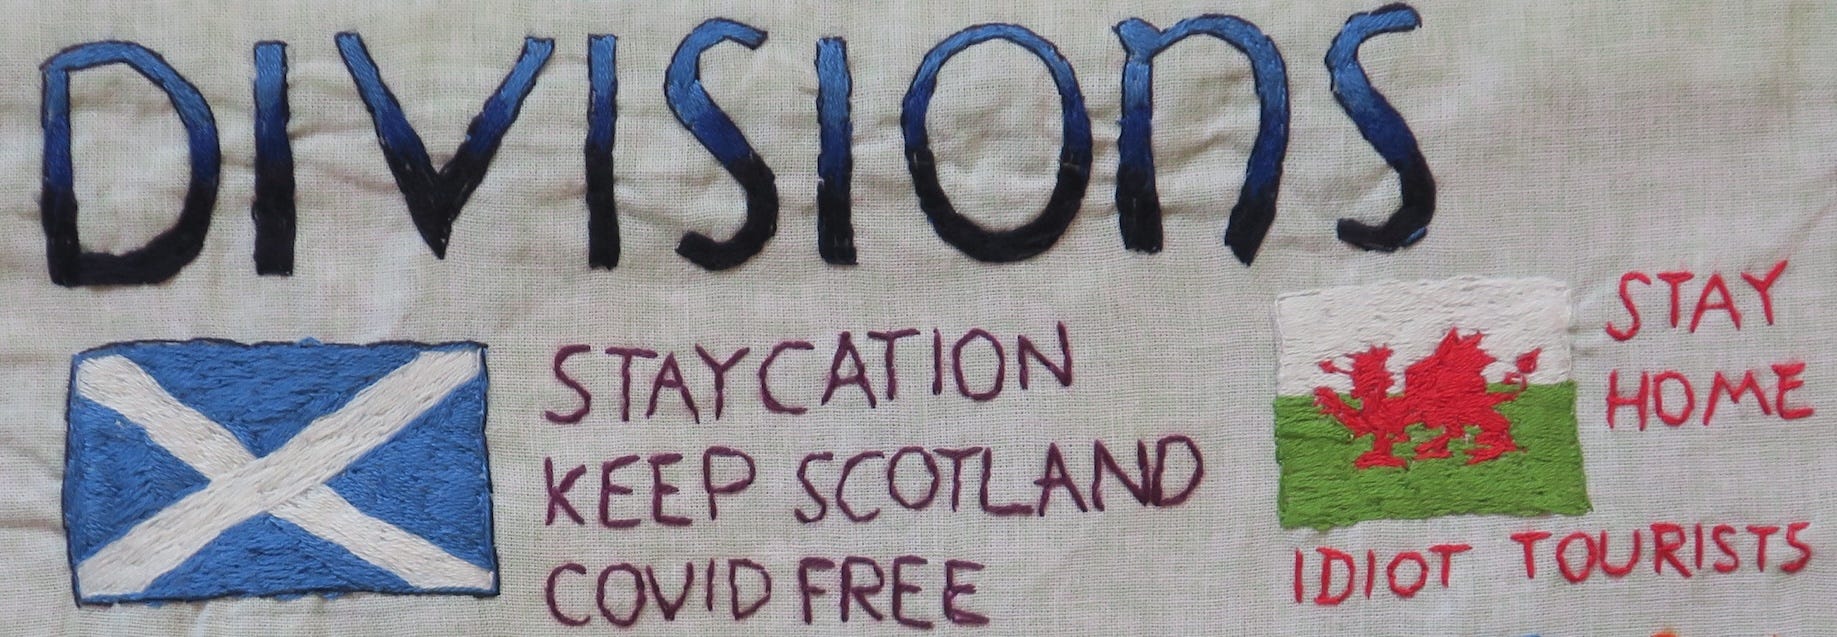 DIVISIONS
STAYCATION
KEEP SCOTLAND
COVID FREE
STAY
HOME
IDIOT TOURISTS